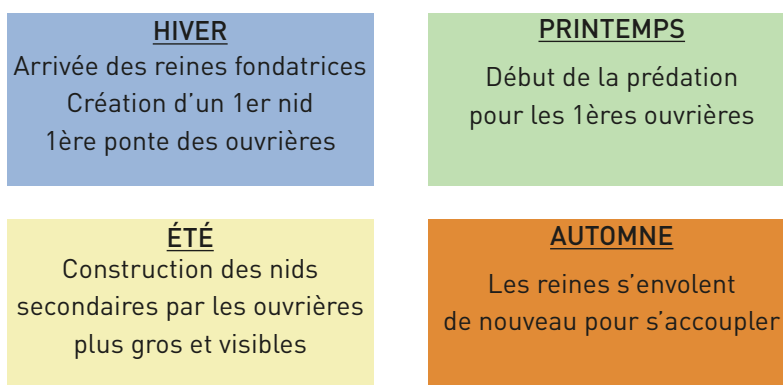 HIVER
Arrivée des reines fondatrices
Création d’un 1er nid
1ère ponte des ouvrières
PRINTEMPS
Début de la prédation
pour les 1ères ouvrières
ÉTÉ
Construction des nids
secondaires par les ouvrières
plus gros et visibles
AUTOMNE
Les reines s’envolent
de nouveau pour s’accoupler